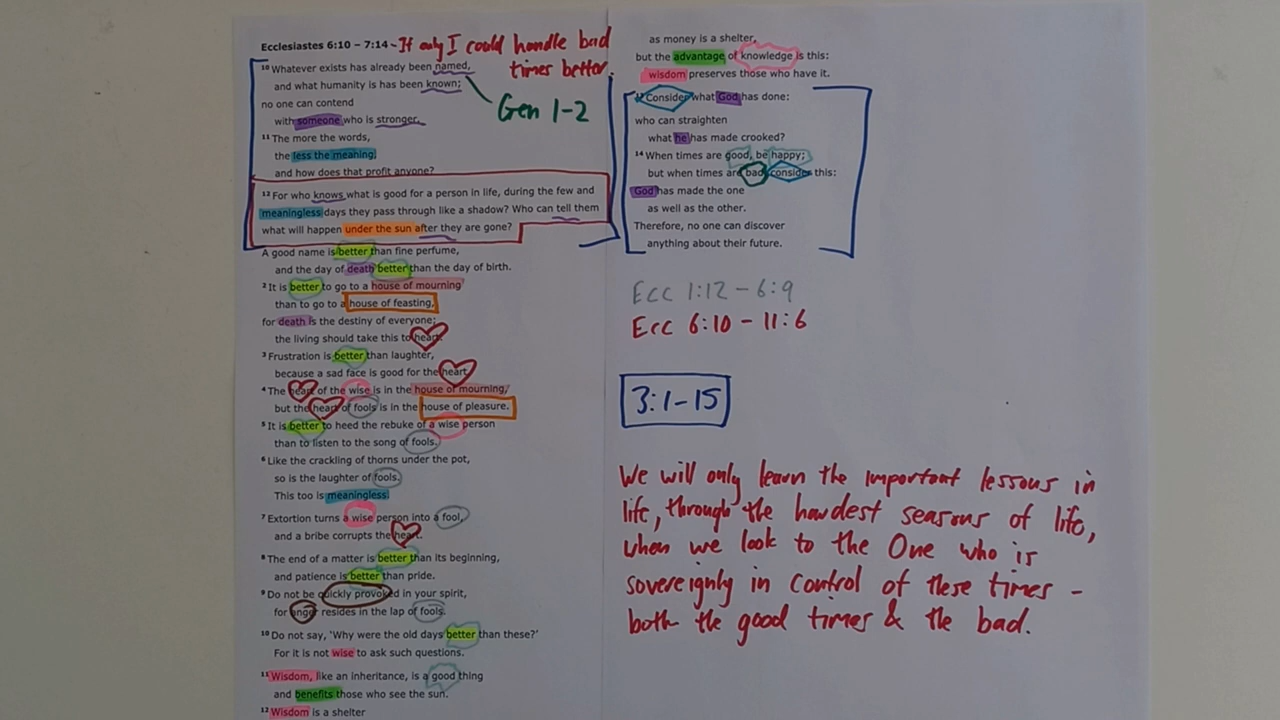 Ecclesiastes 6:10 – 7:14 - If only I could handle bad
times better.
10 Whatever exists has already been named,
and what humanity is has been known;
no one can contend
with someone who is stronger.
Gen 1-2
11 The more the words,
the less the meaning,
and how does that profit anyone?
12 For who knows what is good for a person in life, during the few and
meaningless days they pass through like a shadow? Who can tell them
what will happen under the sun after they are gone?
A good name is better than fine perfume,
and the day of death better than the day of birth.
2 It is better to go to a house of mourning
than to go to a house of feasting,
for death is the destiny of everyone;
the living should take this to heart.
3 Frustration is better than laughter,
because a sad face is good for the heart.
4 The heart of the wise is in the house of mourning,
but the heart of fools is in the house of pleasure.
5 It is better to heed the rebuke of a wise person
than to listen to the song of fools.
6 Like the crackling of thorns under the pot,
so is the laughter of fools.
This too is meaningless.
7 Extortion turns a wise person into a fool,
and a bribe corrupts the heart.
8 The end of a matter is better than its beginning,
and patience is better than pride.
9 Do not be quickly provoked in your spirit,
for anger resides in the lap of fools.
10 Do not say, 'Why were the old days better than these?'
For it is not wise to ask such questions.
11 Wisdom, like an inheritance, is a good thing
and benefits those who see the sun.
12 Wisdom is a shelter
as money is a shelter,
but the advantage of knowledge is this:
wisdom preserves those who have it.
13 Consider what God has done:
who can straighten
what he has made crooked?
14 When times are good, be happy;
but when times are bad, consider this:
God has made the one
as well as the other.
Therefore, no one can discover
anything about their future.
Ecc 1:12 - 6:9
Ecc 6:10 - 11:6
3:1-15
We will only learn the important lessons in
life, through the hardest seasons of life,
when we look to the One who is
sovereignly in control of these times -
both the good times & the bad.